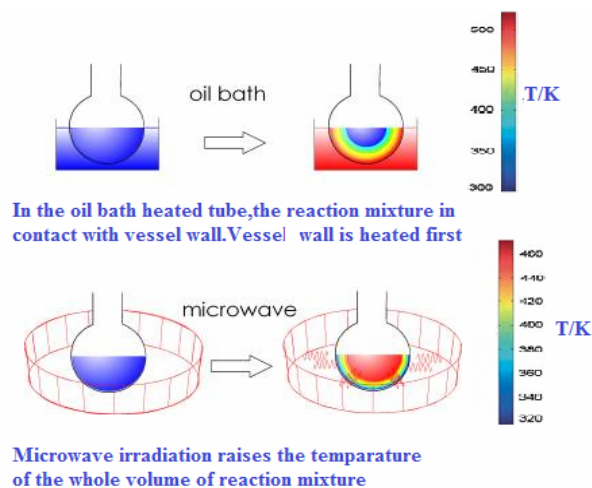 500
450
oil bath
T/K
400
350
300
In the oil bath heated tube,the reaction mixture in
contact with vessel wall.Vessel wall is heated first
460
440
microwave
420
T/K
400
380
360
340
320
Microwave irradiation raises the temparature
of the whole volume of reaction mixture